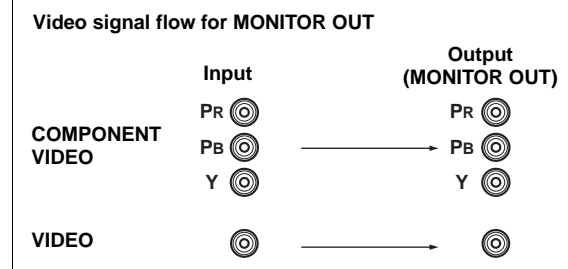 Video signal flow for MONITOR OUT
Input
Output
(MONITOR OUT)
PR
PR
COMPONENT
VIDEO
PB
PB
Y
Y
VIDEO